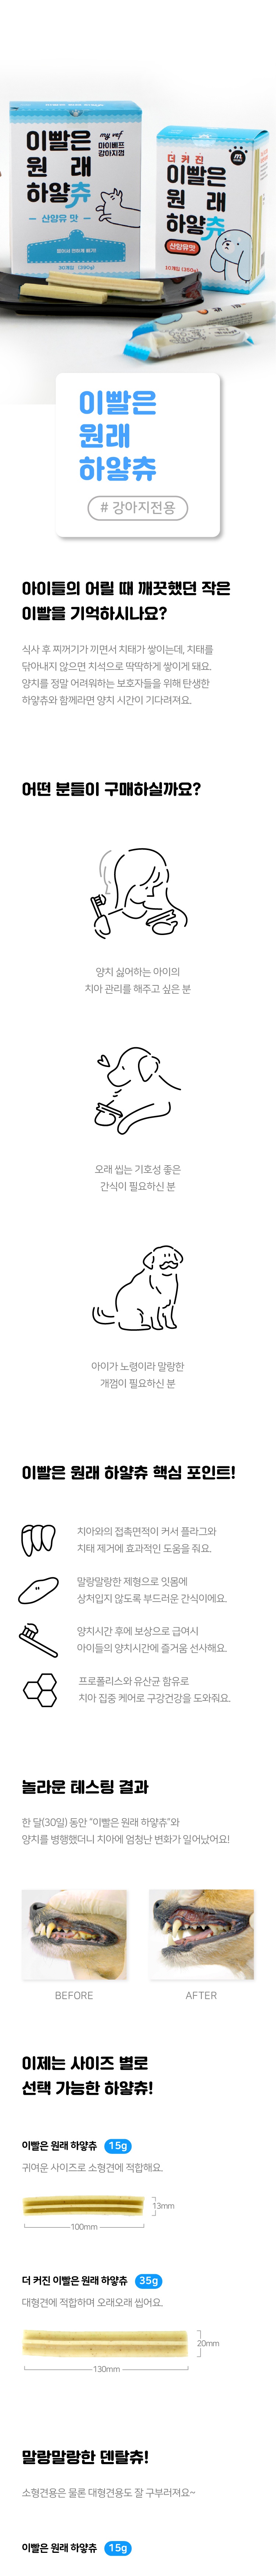 이빨은
원래
하얗츄
my vef
마이베프
강아지껌
산양유 맛
더 커진
이빨은
원래
하얗츄
산양유맛
이빨은
원래
하얗츄
# 강아지전용
아이들의 어릴 때 깨끗했던 작은
이빨을 기억하시나요?
식사 후 찌꺼기가 끼면서 치태가 쌓이는데, 치태를
닦아내지 않으면 치석으로 딱딱하게 쌓이게 돼요.
양치를 정말 어려워하는 보호자들을 위해 탄생한
하얗츄와 함께라면 양치 시간이 기다려져요.
어떤 분들이 구매하실까요?
양치 싫어하는 아이의
치아 관리를 해주고 싶은 분
오래 씹는 기호성 좋은
간식이 필요하신 분
아이가 노령이라 말랑한
개껌이 필요하신 분
이빨은 원래 하얗츄 핵심 포인트!
치아와의 접촉면적이 커서 플라그와
치태 제거에 효과적인 도움을 줘요.
말랑말랑한 제형으로 잇몸에
상처입지 않도록 부드러운 간식이에요.
양치시간 후에 보상으로 급여시
아이들의 양치시간에 즐거움 선사해요.
프로폴리스와 유산균 함유로
치아 집중 케어로 구강건강을 도와줘요.
놀라운 테스팅 결과
한 달(30일) 동안 "이빨은 원래 하얗츄"와
양치를 병행했더니 치아에 엄청난 변화가 일어났어요!
BEFORE AFTER
이제는 사이즈 별로
선택 가능한 하얗츄!
이빨은 원래 하얗츄 15g
귀여운 사이즈로 소형견에 적합해요.
13mm
100mm
더 커진 이빨은 원래 하얗츄 35g
대형견에 적합하며 오래오래 씹어요.
20mm
130mm
말랑말랑한 덴탈츄!
소형견용은 물론 대형견용도 잘 구부러져요~
이빨은 원래 하얗츄 15g